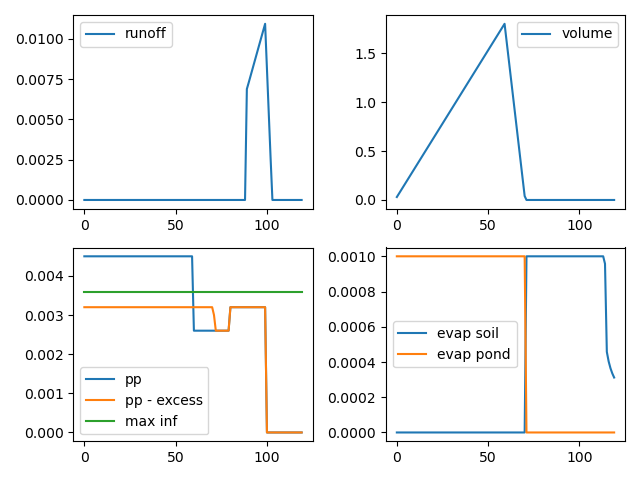 runoff
0.0100
0.0075
0.0050
0.0025
0.0000
0 50 100
volume
1.5
1.0
0.5
0.0
0 50 100
0.004
0.003
0.002
0.001
0.000
pp
pp - excess
max inf
0 50 100
0.0010
0.0008
0.0006
0.0004
0.0002
0.0000
evap soil
evap pond
0 50 100